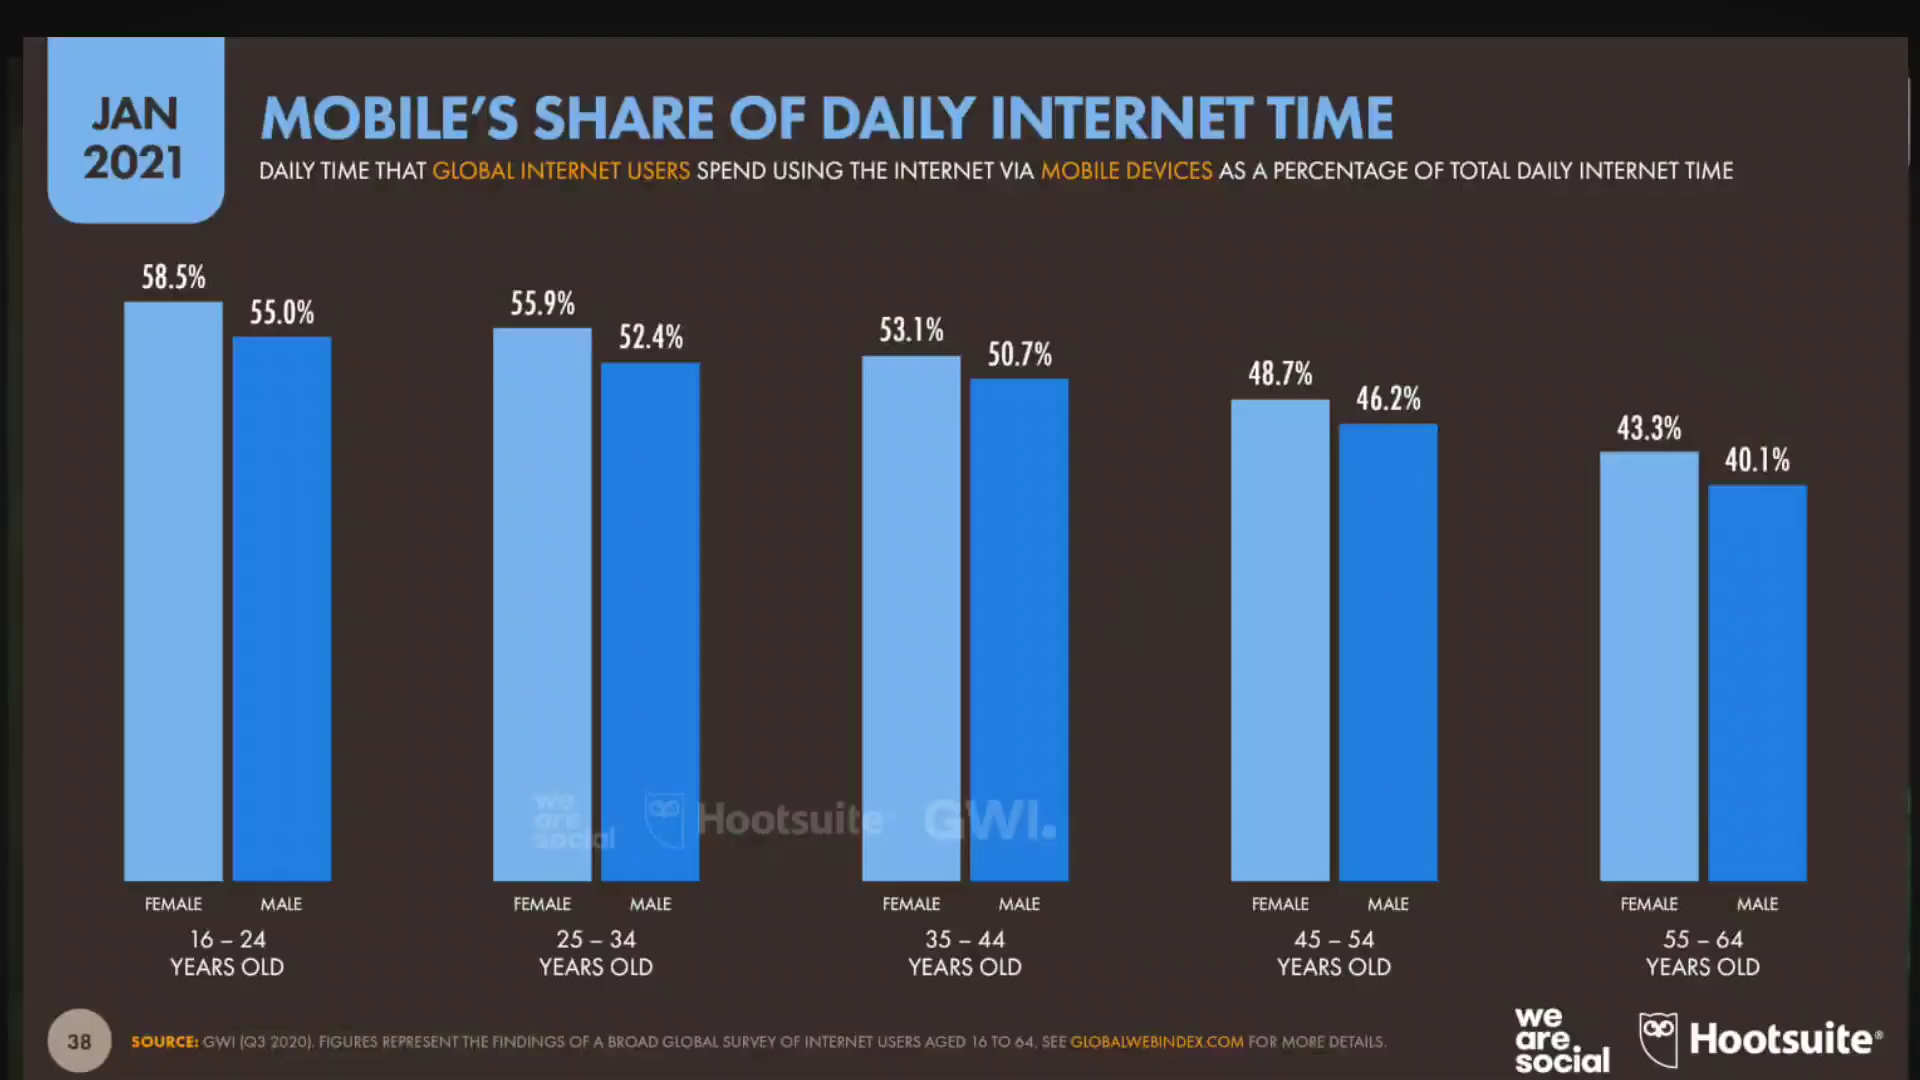 JAN
2021
MOBILE'S SHARE OF DAILY INTERNET TIME
DAILY TIME THAT GLOBAL INTERNET USERS SPEND USING THE INTERNET VIA MOBILE DEVICES AS A PERCENTAGE OF TOTAL DAILY INTERNET TIME
58.5%
55.0%
55.9%
52.4%
53.1%
50.7%
48.7%
46.2%
43.3%
40.1%
we
are
social
Hootsuite
GWI.
FEMALE MALE FEMALE MALE FEMALE MALE FEMALE MALE FEMALE MALE
16 – 24
YEARS OLD
25 – 34
YEARS OLD
35 – 44
YEARS OLD
45 – 54
YEARS OLD
55 – 64
YEARS OLD
38
SOURCE: GWI (Q3 2020). FIGURES REPRESENT THE FINDINGS OF A BROAD GLOBAL SURVEY OF INTERNET USERS AGED 16 TO 64. SEE GLOBALWEBINDEX.COM FOR MORE DETAILS.
we
are
social
Hootsuite®